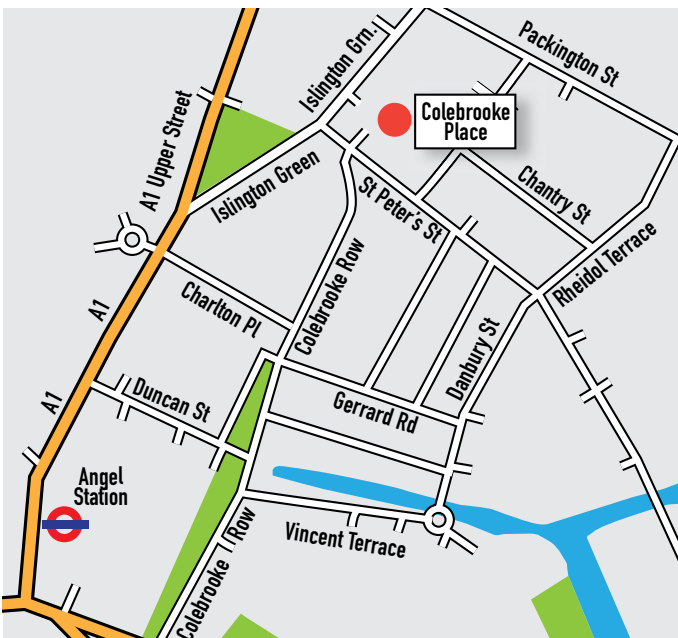 Packington St
Islington Grn.
Colebrooke
Place
A1 Upper Street
Islington Green
St Peter's St
Chantry St
Rheidol Terrace
Colebrooke Row
Charlton Pl
A1
Danbury St
A1
Duncan St
Gerrard Rd
Angel
Station
Vincent Terrace
Colebrooke Row